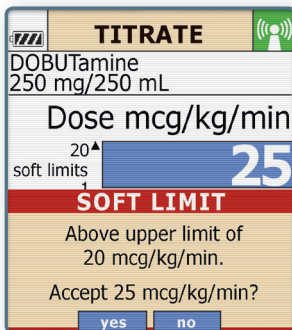 TITRATE
DOBUTamine
250 mg/250 mL
Dose mcg/kg/min
20 25
soft limits
1
SOFT LIMIT
Above upper limit of
20 mcg/kg/min.
Accept 25 mcg/kg/min?
yes no